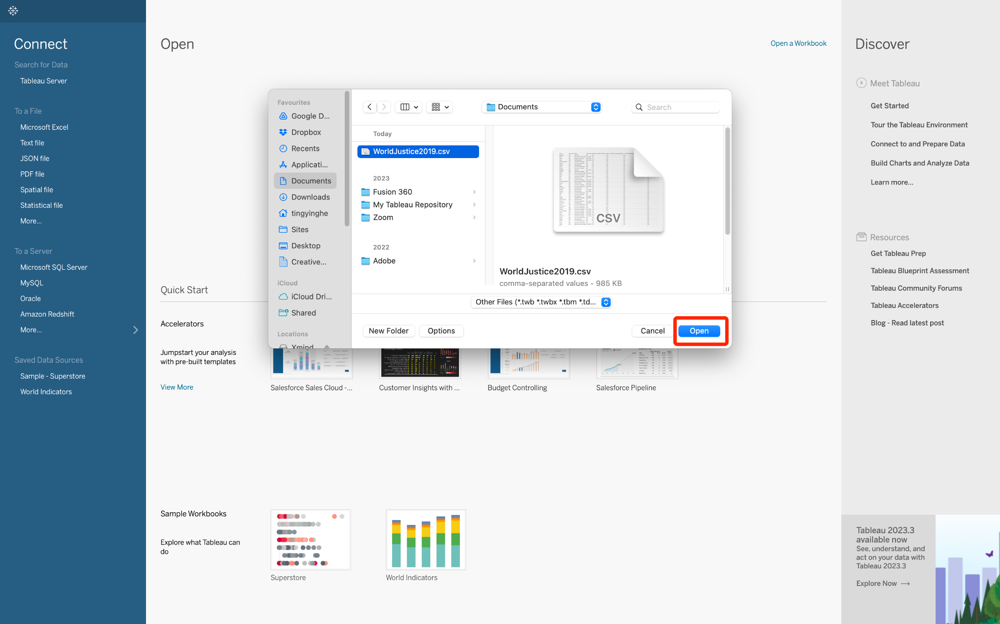 Connect
Search for Data
Tableau Server
To a File
Microsoft Excel
Text file
JSON file
PDF file
Spatial file
Statistical file
More...
To a Server
Microsoft SQL Server
MySQL
Oracle
Amazon Redshift
More...
Saved Data Sources
Sample - Superstore
World Indicators
Open
Open a Workbook
Favourites
Google D...
Dropbox
Recents
Applicati...
Documents
Downloads
tingyinghe
Sites
Desktop
Creative...
iCloud
iCloud Dri...
Shared
Locations
Xmind
Documents
Search
Today
WorldJustice2019.csv
2023
Fusion 360
My Tableau Repository
Zoom
2022
Adobe
CSV
WorldJustice2019.csv
comma-separated values - 985 KB
Other Files (*.twb *.twbx *.tbm *.td...
New Folder
Options
Cancel
Open
Quick Start
Accelerators
Jumpstart your analysis
with pre-built templates
View More
Salesforce Sales Cloud -...
Customer Insights with ...
Budget Controlling
Salesforce Pipeline
Sample Workbooks
Explore what Tableau can
do
Superstore
World Indicators
Discover
Meet Tableau
Get Started
Tour the Tableau Environment
Connect to and Prepare Data
Build Charts and Analyze Data
Learn more...
Resources
Get Tableau Prep
Tableau Blueprint Assessment
Tableau Community Forums
Tableau Accelerators
Blog - Read latest post
Tableau 2023.3
available now
See, understand, and
act on your data with
Tableau 2023.3
Explore Now